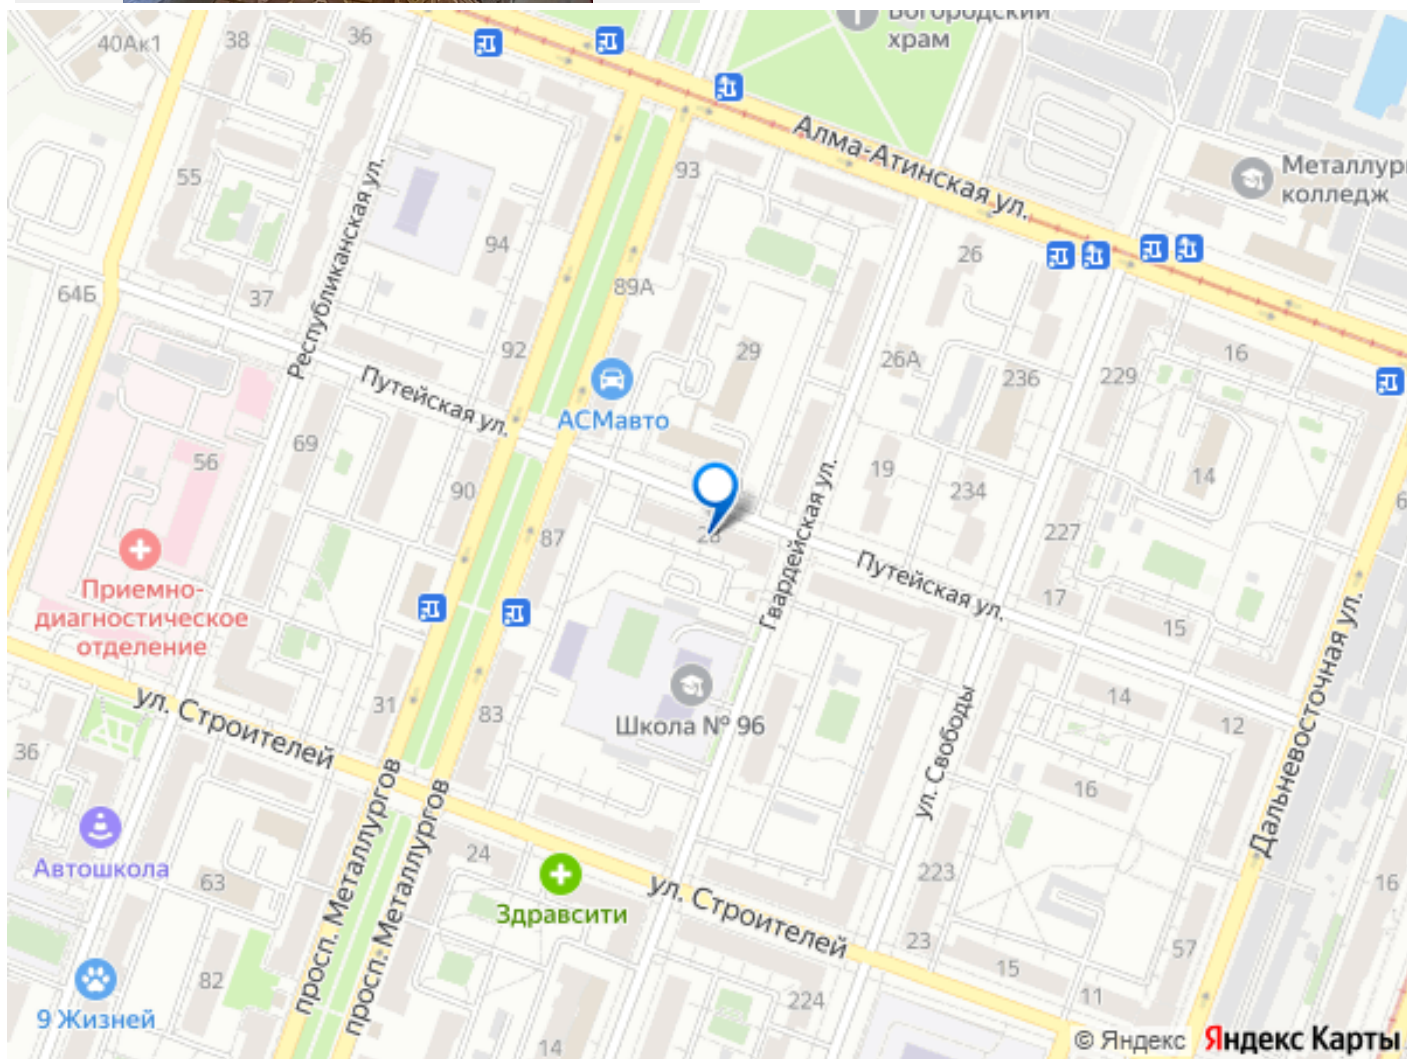 Богородский
храм
40Ак1
38
36
Алма-Атинская ул.
Металлург
колледж
55
Республиканская ул.
93
94
26
64Б
37
89А
92
29
26А
236
229
16
Путейская ул.
АСМавто
69
56
90
19
234
14
87
Гвардейская ул.
227
Путейская ул.
Приемно-
диагностическое
отделение
17
15
Дальневосточная ул.
31
83
Школа № 96
14
12
ул. Строителей
36
просп. Металлургов
просп. Металлургов
ул. Свободы
16
Автошкола
63
24
Здравсити
ул. Строителей
223
16
23
57
15
82
224
11
9 Жизней
14
© Яндекс Яндекс Карты